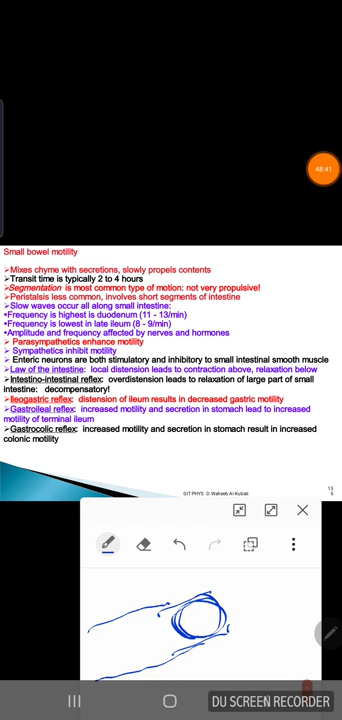 48:41
Small bowel motility
➢Mixes chyme with secretions, slowly propels contents
➢Transit time is typically 2 to 4 hours
➢Segmentation is most common type of motion: not very propulsive!
➢Peristalsis less common, involves short segments of intestine
➢Slow waves occur all along small intestine:
▪Frequency is highest is duodenum (11 - 13/min)
▪Frequency is lowest in late ileum (8 - 9/min)
▪Amplitude and frequency affected by nerves and hormones
➢ Parasympathetics enhance motility
➢ Sympathetics inhibit motility
➢ Enteric neurons are both stimulatory and inhibitory to small intestinal smooth muscle
➢Law of the intestine: local distension leads to contraction above, relaxation below
➢Intestino-intestinal reflex: overdistension leads to relaxation of large part of small
intestine: decompensatory!
➢Ileogastric reflex: distension of ileum results in decreased gastric motility
➢Gastroileal reflex: increased motility and secretion in stomach lead to increased
motility of terminal ileum
➢Gastrocolic reflex: increased motility and secretion in stomach result in increased
colonic motility
GIT PHYS D.Waheeb Al-Kubati
13
5
DU SCREEN RECORDER